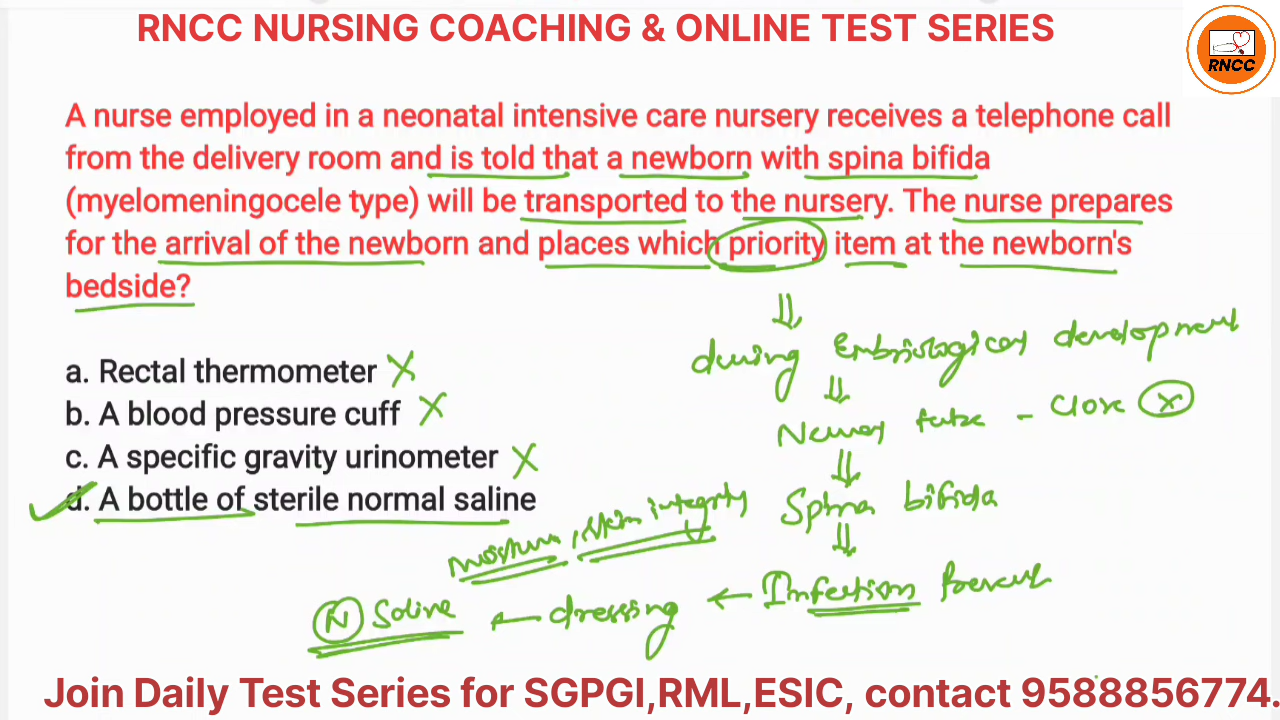 RNCC NURSING COACHING & ONLINE TEST SERIES
RNCC
A nurse employed in a neonatal intensive care nursery receives a telephone call
from the delivery room and is told that a newborn with spina bifida
(myelomeningocele type) will be transported to the nursery. The nurse prepares
for the arrival of the newborn and places which priority item at the newborn's
bedside?
a. Rectal thermometer X
b. A blood pressure cuff X
c. A specific gravity urinometer X
d. A bottle of sterile normal saline
during Embriological development
tube - Close X
Spina bifida
moisture, skin integrity
Infection
N Saline ← dressing ←
Join Daily Test Series for SGPGI,RML,ESIC, contact 9588856774.